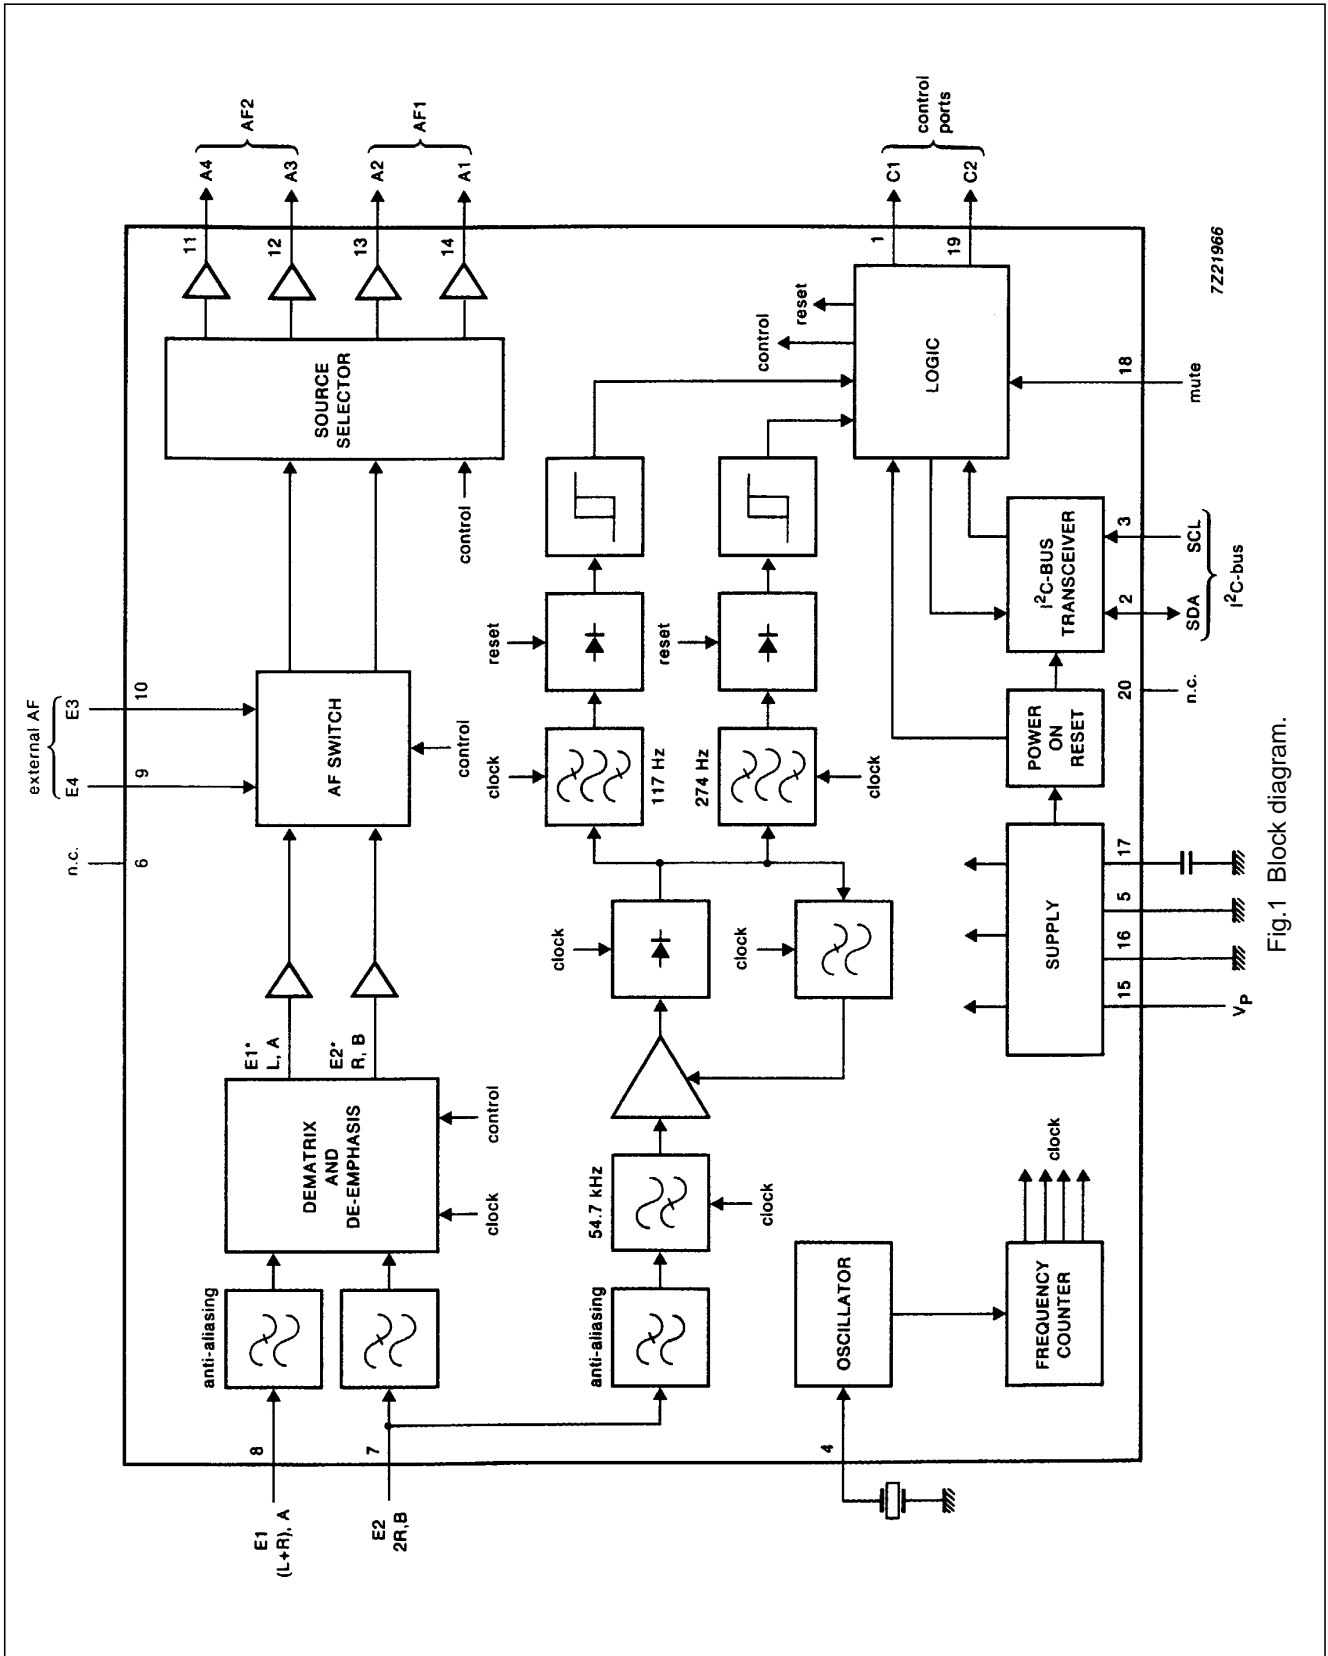 external AF
E4
E3
n.c.
6
9
10
E1
(L+R), A
8
anti-aliasing
DEMATRIX
AND
DE-EMPHASIS
clock
control
E1*
L, A
E2*
R, B
AF SWITCH
control
SOURCE
SELECTOR
control
11
A4
12
A3
AF2
13
A2
14
A1
AF1
E2
2R,B
7
anti-aliasing
54.7 kHz
clock
clock
clock
clock
117 Hz
274 Hz
clock
reset
reset
control
reset
LOGIC
1
C1
19
C2
control
ports
4
OSCILLATOR
FREQUENCY
COUNTER
clock
SUPPLY
15
16
5
17
VP
POWER
ON
RESET
20
n.c.
I2C-BUS
TRANSCEIVER
2
3
SDA
SCL
I2C-bus
18
mute
7Z21966
Fig.1 Block diagram.